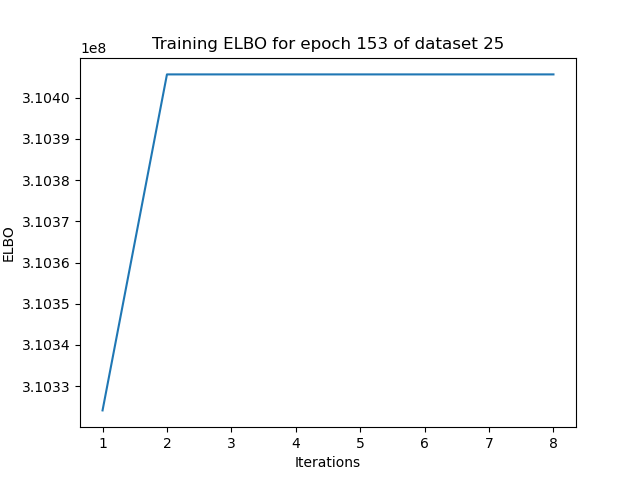 Training ELBO for epoch 153 of dataset 25
1e8
3.1040
3.1039
3.1038
3.1037
3.1036
3.1035
3.1034
3.1033
ELBO
1 2 3 4 5 6 7 8
Iterations